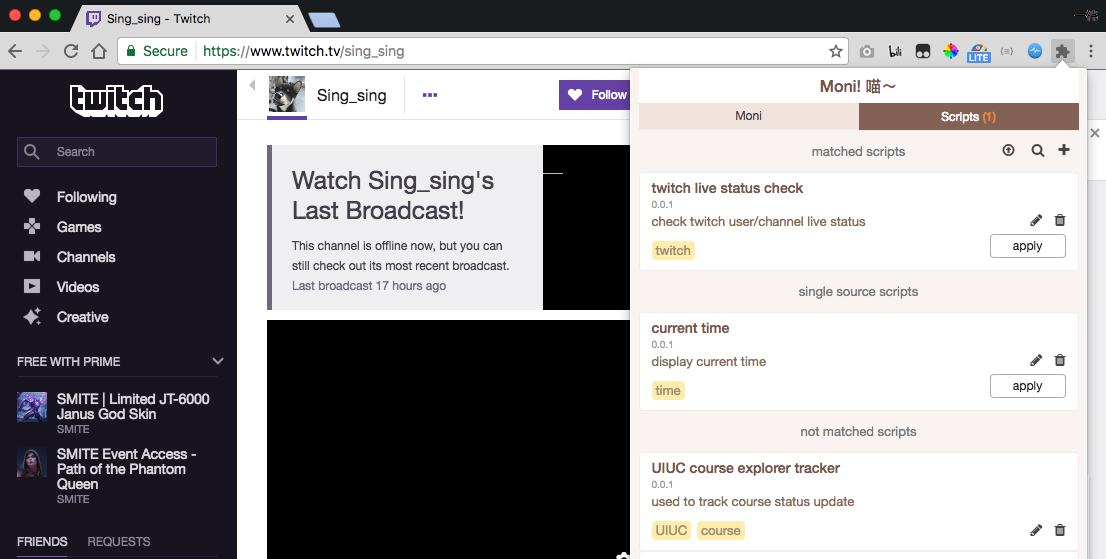 Sing_sing - Twitch
Secure https://www.twitch.tv/sing_sing
LITE
twitch
Search
Following
Games
Channels
Videos
Creative
FREE WITH PRIME
SMITE | Limited JT-6000
Janus God Skin
SMITE
SMITE Event Access -
Path of the Phantom
Queen
SMITE
FRIENDS REQUESTS
Sing_sing
Follow
Watch Sing_sing's
Last Broadcast!
This channel is offline now, but you can
still check out its most recent broadcast.
Last broadcast 17 hours ago
Moni! 喵～
Moni
Scripts (1)
matched scripts
twitch live status check
0.0.1
check twitch user/channel live status
twitch
apply
single source scripts
current time
0.0.1
display current time
time
apply
not matched scripts
UIUC course explorer tracker
0.0.1
used to track course status update
UIUC course